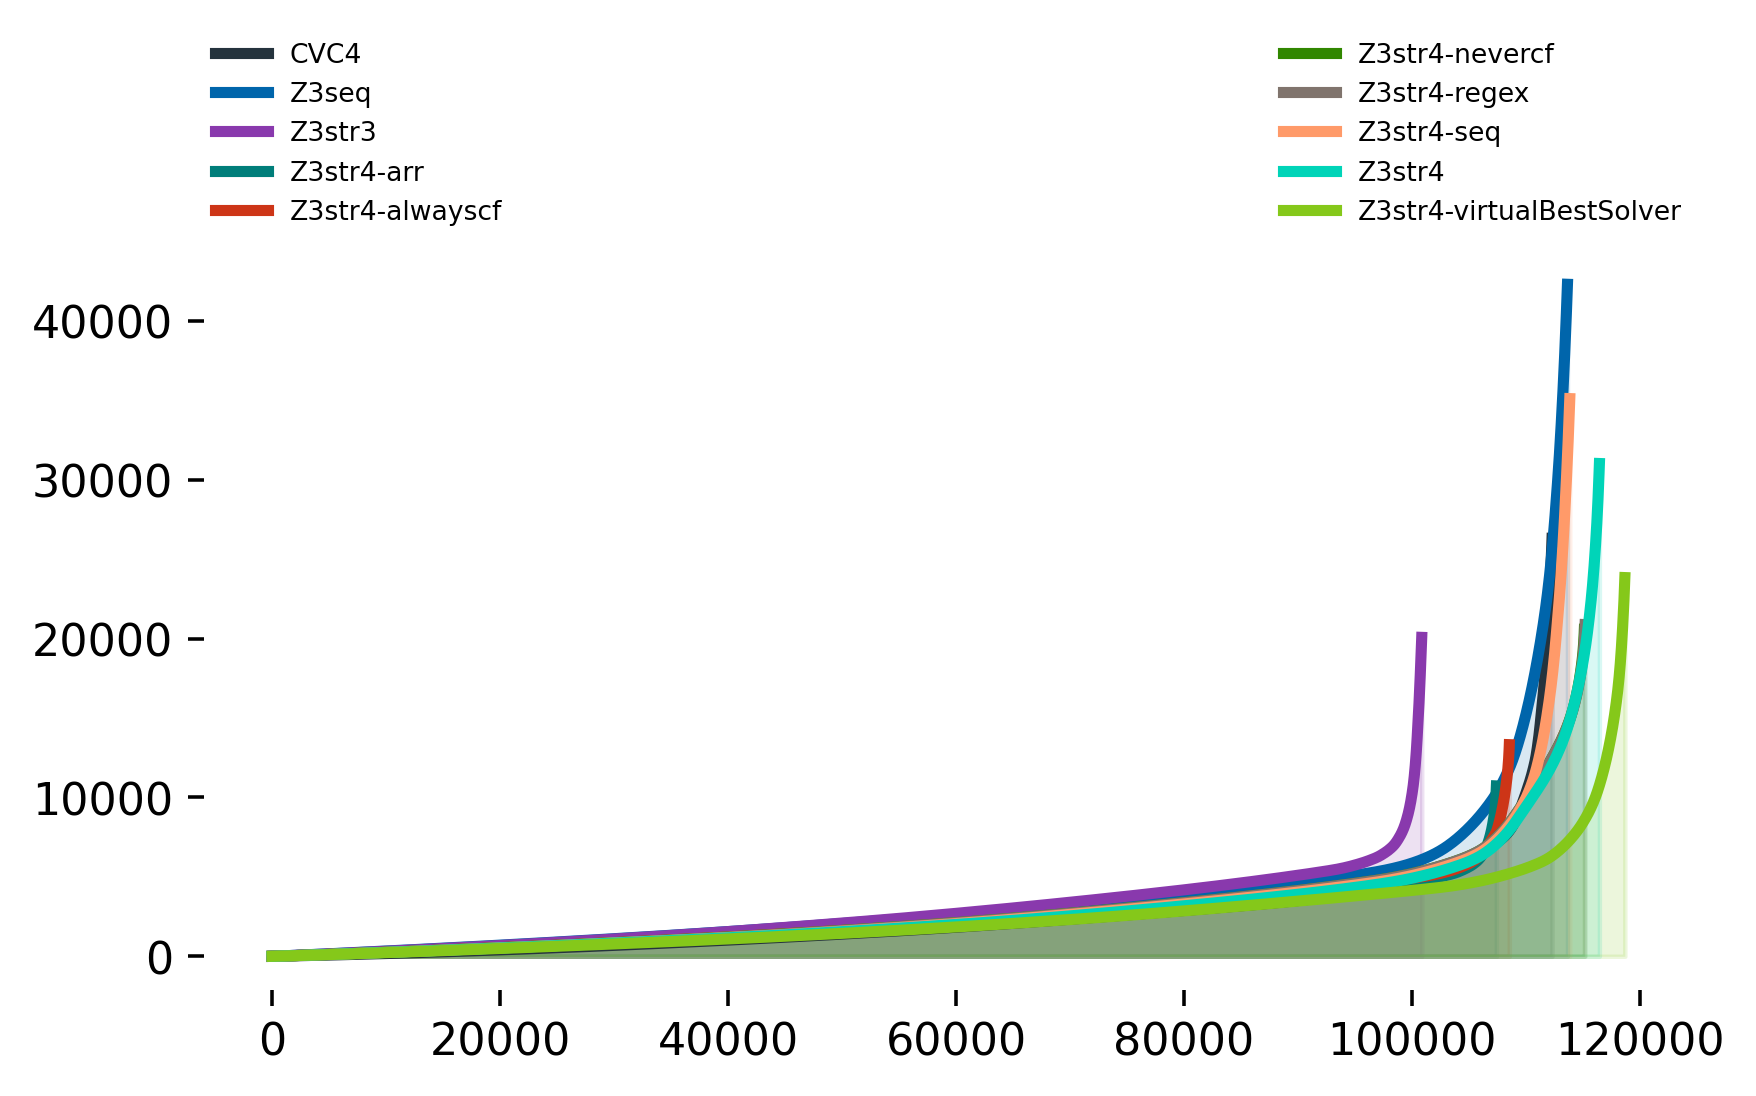 CVC4
Z3seq
Z3str3
Z3str4-arr
Z3str4-alwayscf
Z3str4-nevercf
Z3str4-regex
Z3str4-seq
Z3str4
Z3str4-virtualBestSolver
40000
30000
20000
10000
0
0 20000 40000 60000 80000 100000 120000